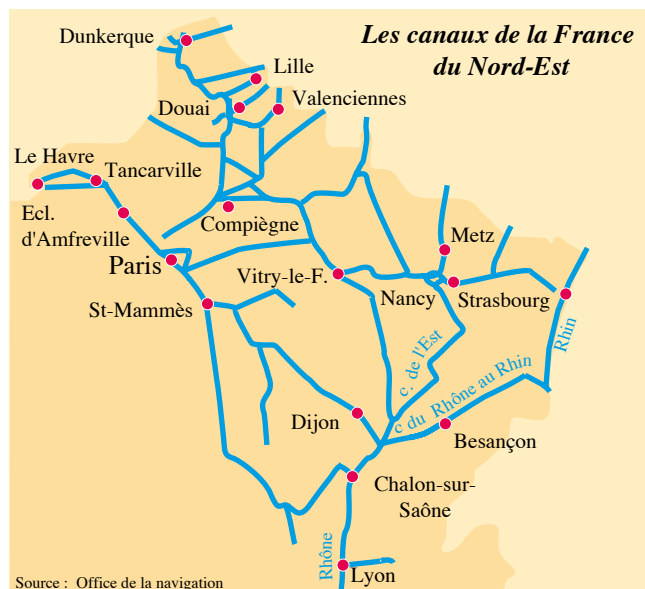 Les canaux de la France
du Nord-Est
Dunkerque
Lille
Douai
Valenciennes
Le Havre
Tancarville
Ecl.
d'Amfreville
Compiègne
Paris
Vitry-le-F.
Metz
Nancy
Strasbourg
St-Mammès
Rhin
c. de l'Est
c du Rhône au Rhin
Dijon
Besançon
Chalon-sur-
Saône
Rhône
Lyon
Source : Office de la navigation